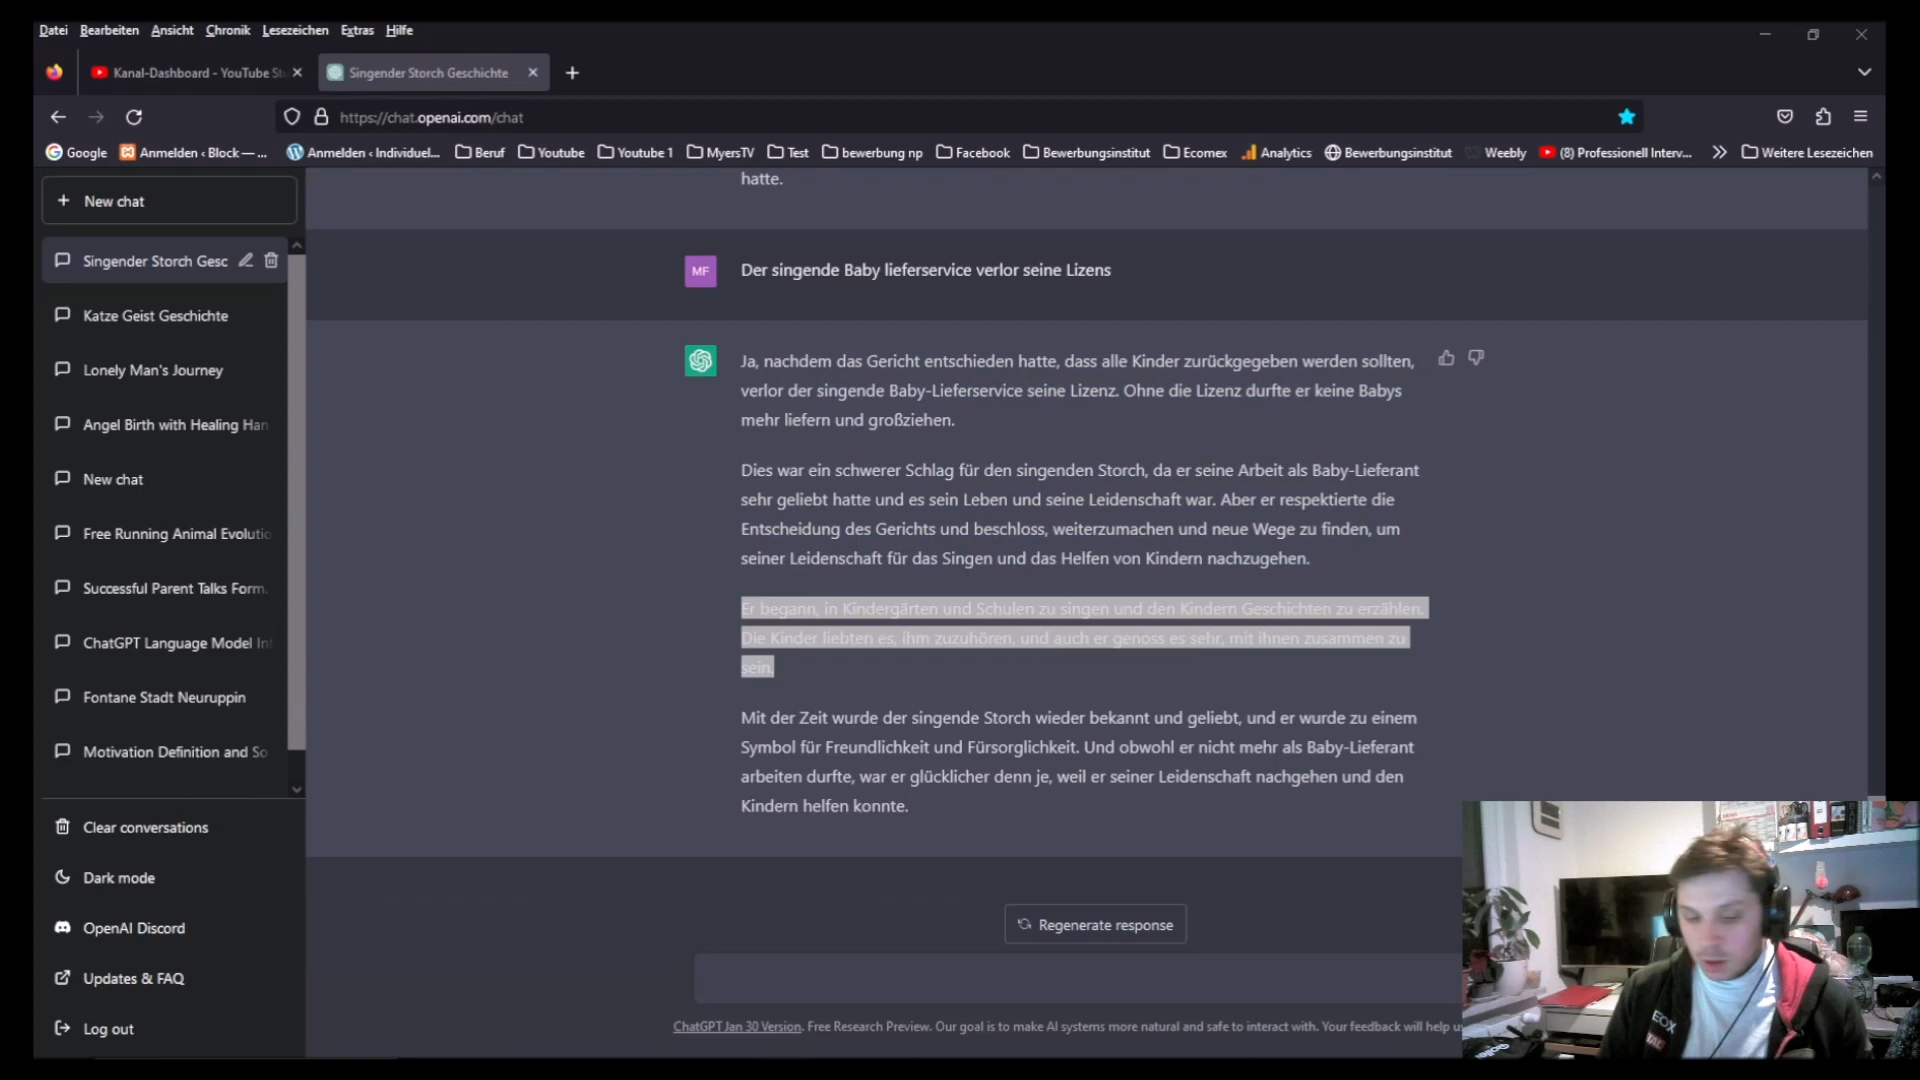 Datei Bearbeiten Ansicht Chronik Lesezeichen Extras Hilfe
Kanal-Dashboard - YouTube St
Singender Storch Geschichte
https://chat.openai.com/chat
Google Anmelden ‹ Block — ... Anmelden ‹ Individuel... Beruf Youtube Youtube 1 MyersTV Test bewerbung np Facebook Bewerbungsinstitut Ecomex Analytics Bewerbungsinstitut Weebly (8) Professionell Interv... Weitere Lesezeichen
+ New chat
Singender Storch Gesc
Katze Geist Geschichte
Lonely Man's Journey
Angel Birth with Healing Han
New chat
Free Running Animal Evolutio
Successful Parent Talks Form.
ChatGPT Language Model In
Fontane Stadt Neuruppin
Motivation Definition and So
Clear conversations
Dark mode
OpenAI Discord
Updates & FAQ
Log out
hatte.
MF
Der singende Baby lieferservice verlor seine Lizens
Ja, nachdem das Gericht entschieden hatte, dass alle Kinder zurückgegeben werden sollten,
verlor der singende Baby-Lieferservice seine Lizenz. Ohne die Lizenz durfte er keine Babys
mehr liefern und großziehen.
Dies war ein schwerer Schlag für den singenden Storch, da er seine Arbeit als Baby-Lieferant
sehr geliebt hatte und es sein Leben und seine Leidenschaft war. Aber er respektierte die
Entscheidung des Gerichts und beschloss, weiterzumachen und neue Wege zu finden, um
seiner Leidenschaft für das Singen und das Helfen von Kindern nachzugehen.
Er begann, in Kindergärten und Schulen zu singen und den Kindern Geschichten zu erzählen.
Die Kinder liebten es, ihm zuzuhören, und auch er genoss es sehr, mit ihnen zusammen zu
sein.
Mit der Zeit wurde der singende Storch wieder bekannt und geliebt, und er wurde zu einem
Symbol für Freundlichkeit und Fürsorglichkeit. Und obwohl er nicht mehr als Baby-Lieferant
arbeiten durfte, war er glücklicher denn je, weil er seiner Leidenschaft nachgehen und den
Kindern helfen konnte.
Regenerate response
ChatGPT Jan 30 Version. Free Research Preview. Our goal is to make AI systems more natural and safe to interact with. Your feedback will help u